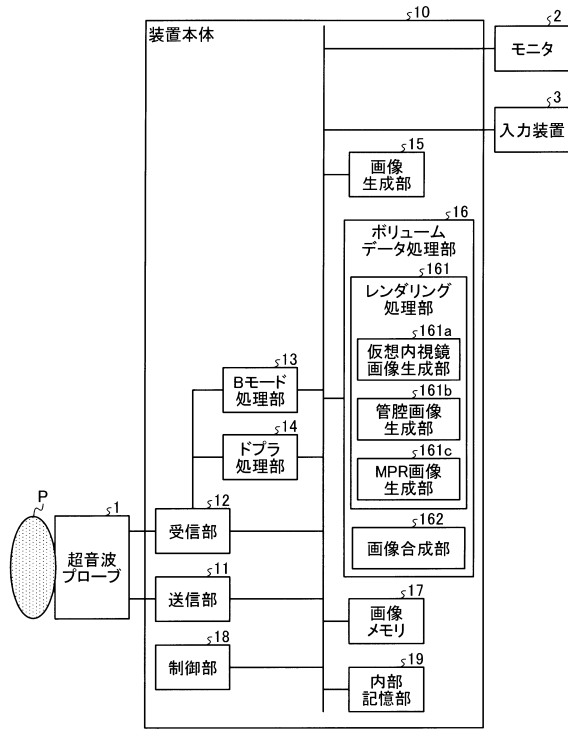 10
装置本体
2
モニタ
3
入力装置
15
画像
生成部
16
ボリューム
データ処理部
161
レンダリング
処理部
161a
仮想内視鏡
画像生成部
161b
管腔画像
生成部
161c
MPR画像
生成部
162
画像合成部
13
Bモード
処理部
14
ドプラ
処理部
P
1
超音波
プローブ
12
受信部
11
送信部
18
制御部
17
画像
メモリ
19
内部
記憶部